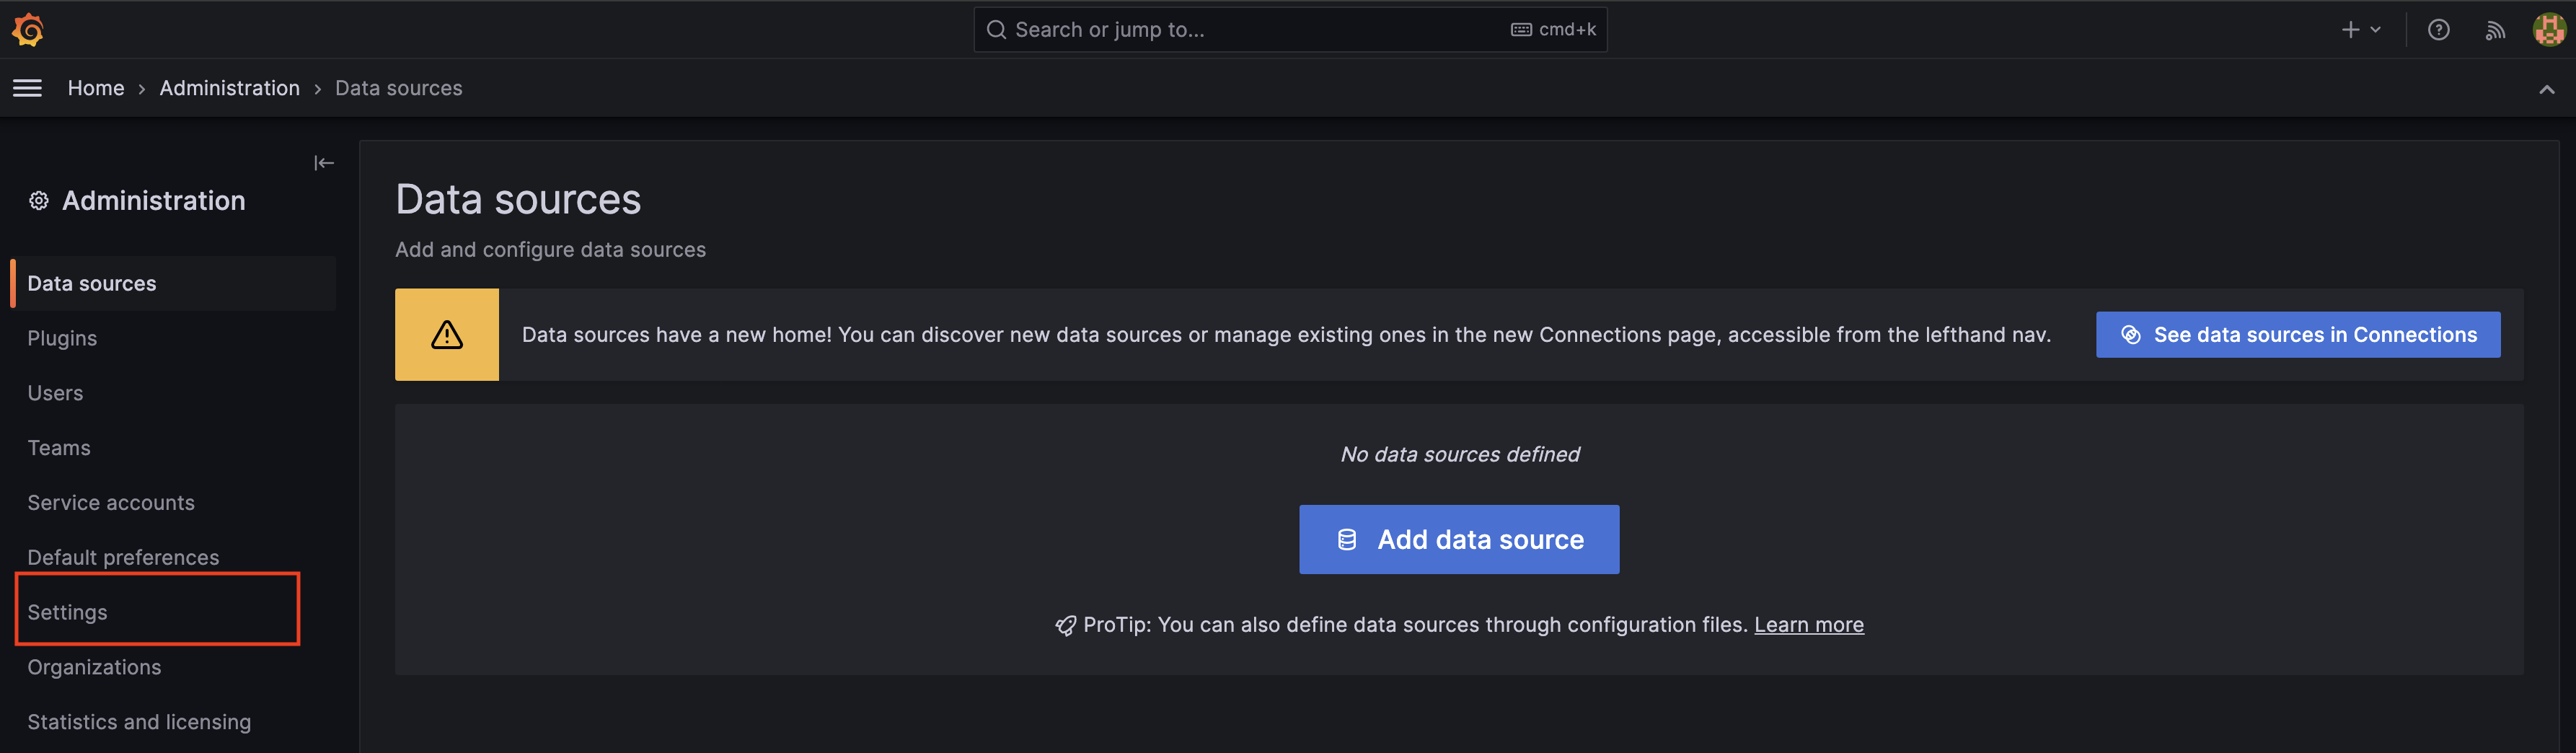 Search or jump to...
cmd+k
Home › Administration › Data sources
Administration
Data sources
Plugins
Users
Teams
Service accounts
Default preferences
Settings
Organizations
Statistics and licensing
Data sources
Add and configure data sources
Data sources have a new home! You can discover new data sources or manage existing ones in the new Connections page, accessible from the lefthand nav.
See data sources in Connections
No data sources defined
Add data source
ProTip: You can also define data sources through configuration files. Learn more